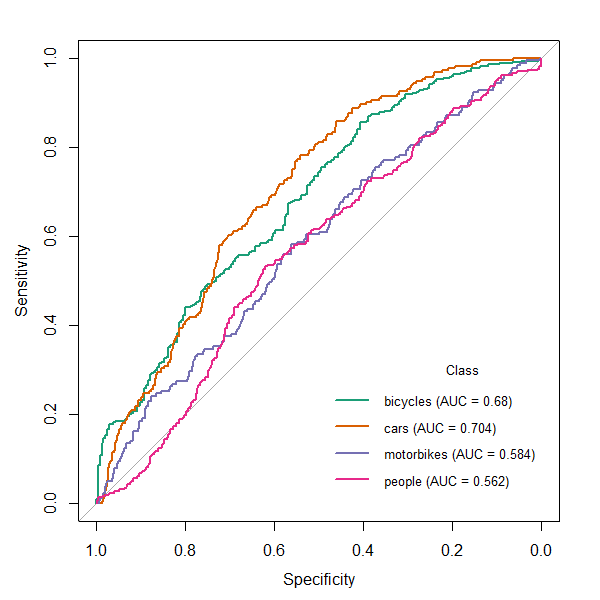 1.0
0.8
0.6
0.4
0.2
0.0
Sensitivity
Class
bicycles (AUC = 0.68)
cars (AUC = 0.704)
motorbikes (AUC = 0.584)
people (AUC = 0.562)
1.0 0.8 0.6 0.4 0.2 0.0
Specificity